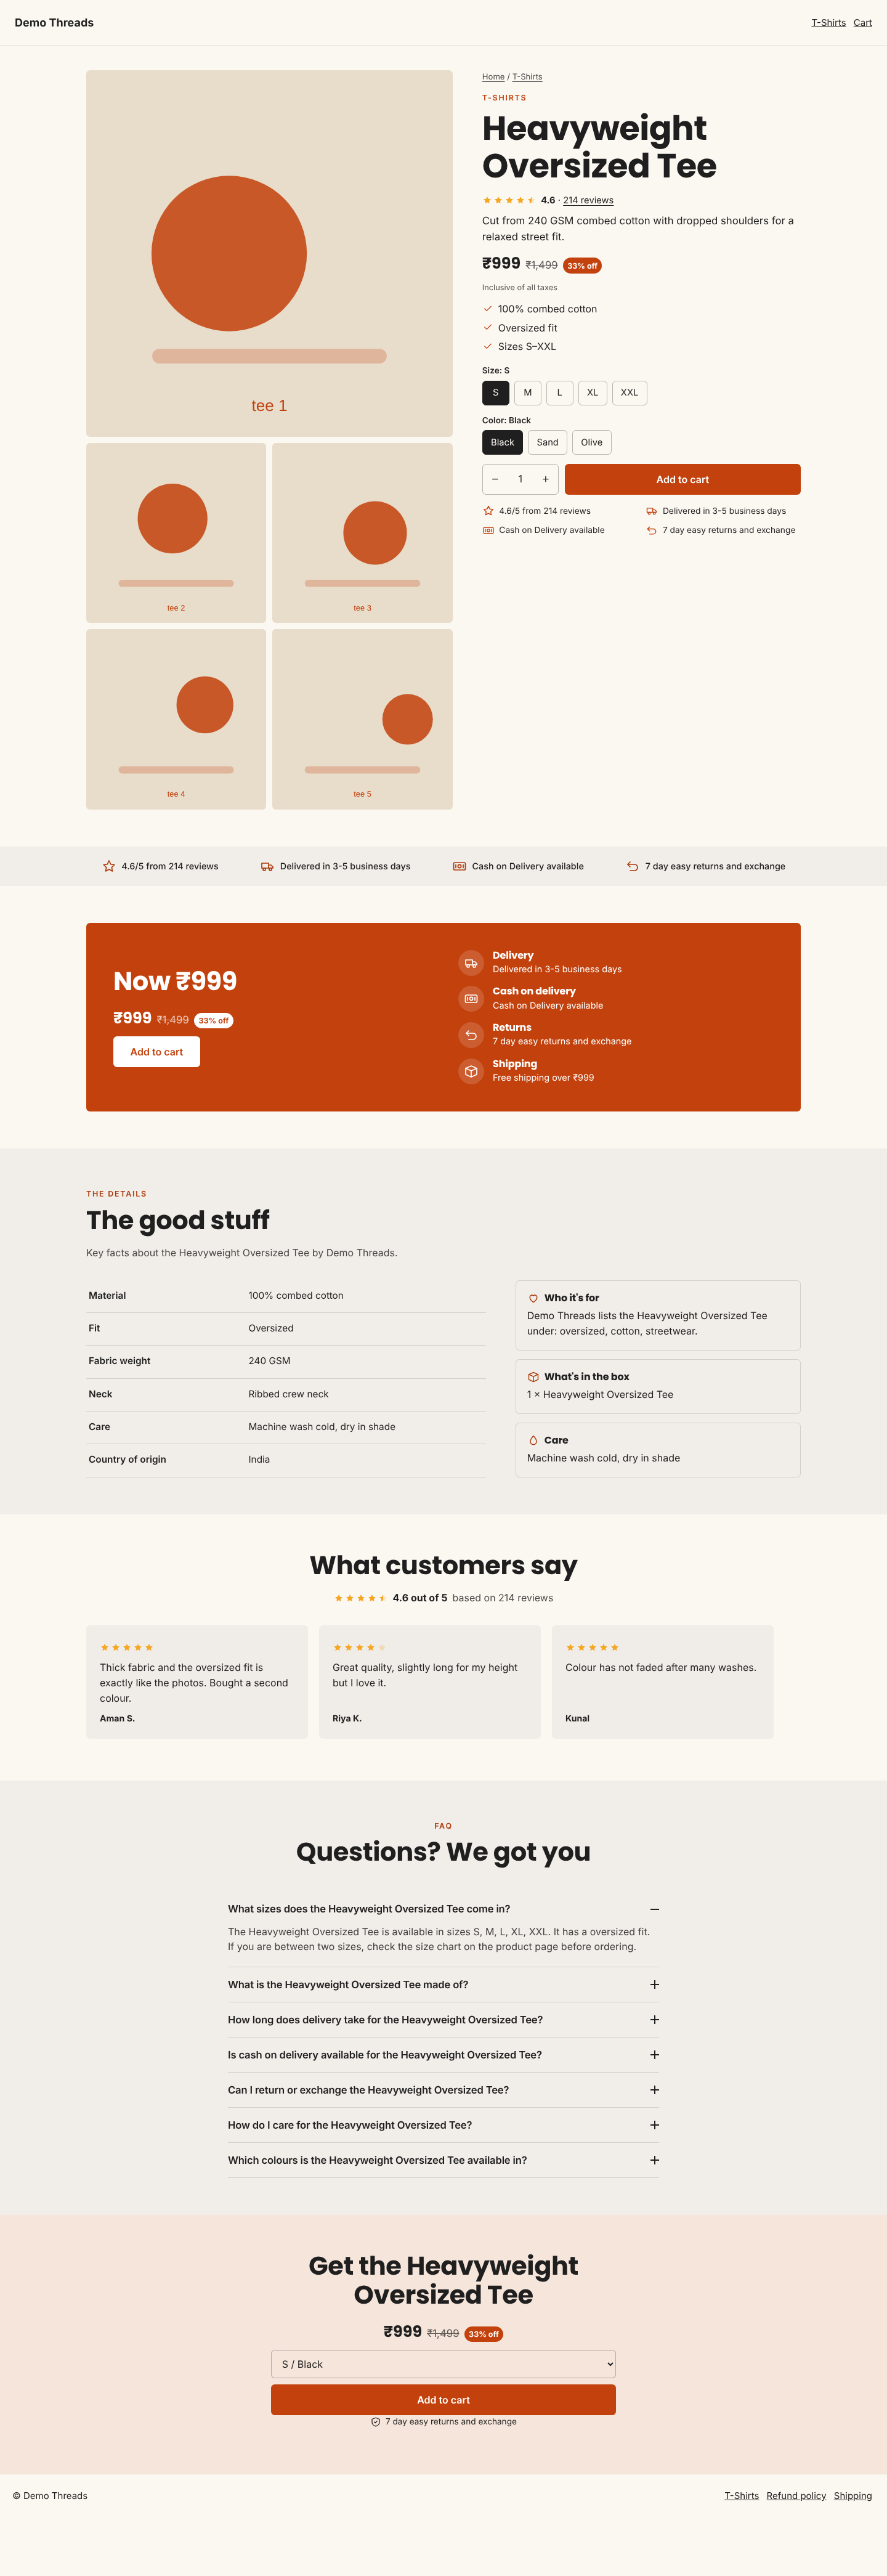 Demo Threads
T-Shirts Cart
tee 1
tee 2
tee 3
tee 4
tee 5
Home / T-Shirts
T-SHIRTS
Heavyweight
Oversized Tee
4.6 · 214 reviews
Cut from 240 GSM combed cotton with dropped shoulders for a
relaxed street fit.
₹999 ₹1,499 33% off
Inclusive of all taxes
100% combed cotton
Oversized fit
Sizes S–XXL
Size: S
S M L XL XXL
Color: Black
Black Sand Olive
− 1 + Add to cart
4.6/5 from 214 reviews Delivered in 3-5 business days
Cash on Delivery available 7 day easy returns and exchange
4.6/5 from 214 reviews Delivered in 3-5 business days Cash on Delivery available 7 day easy returns and exchange
Now ₹999
₹999 ₹1,499 33% off
Add to cart
Delivery
Delivered in 3-5 business days
Cash on delivery
Cash on Delivery available
Returns
7 day easy returns and exchange
Shipping
Free shipping over ₹999
THE DETAILS
The good stuff
Key facts about the Heavyweight Oversized Tee by Demo Threads.
Material 100% combed cotton
Fit Oversized
Fabric weight 240 GSM
Neck Ribbed crew neck
Care Machine wash cold, dry in shade
Country of origin India
Who it's for
Demo Threads lists the Heavyweight Oversized Tee
under: oversized, cotton, streetwear.
What's in the box
1 × Heavyweight Oversized Tee
Care
Machine wash cold, dry in shade
What customers say
4.6 out of 5 based on 214 reviews
Thick fabric and the oversized fit is
exactly like the photos. Bought a second
colour.
Aman S.
Great quality, slightly long for my height
but I love it.
Riya K.
Colour has not faded after many washes.
Kunal
FAQ
Questions? We got you
What sizes does the Heavyweight Oversized Tee come in?
The Heavyweight Oversized Tee is available in sizes S, M, L, XL, XXL. It has a oversized fit.
If you are between two sizes, check the size chart on the product page before ordering.
What is the Heavyweight Oversized Tee made of?
How long does delivery take for the Heavyweight Oversized Tee?
Is cash on delivery available for the Heavyweight Oversized Tee?
Can I return or exchange the Heavyweight Oversized Tee?
How do I care for the Heavyweight Oversized Tee?
Which colours is the Heavyweight Oversized Tee available in?
Get the Heavyweight
Oversized Tee
₹999 ₹1,499 33% off
S / Black
Add to cart
7 day easy returns and exchange
© Demo Threads
T-Shirts Refund policy Shipping